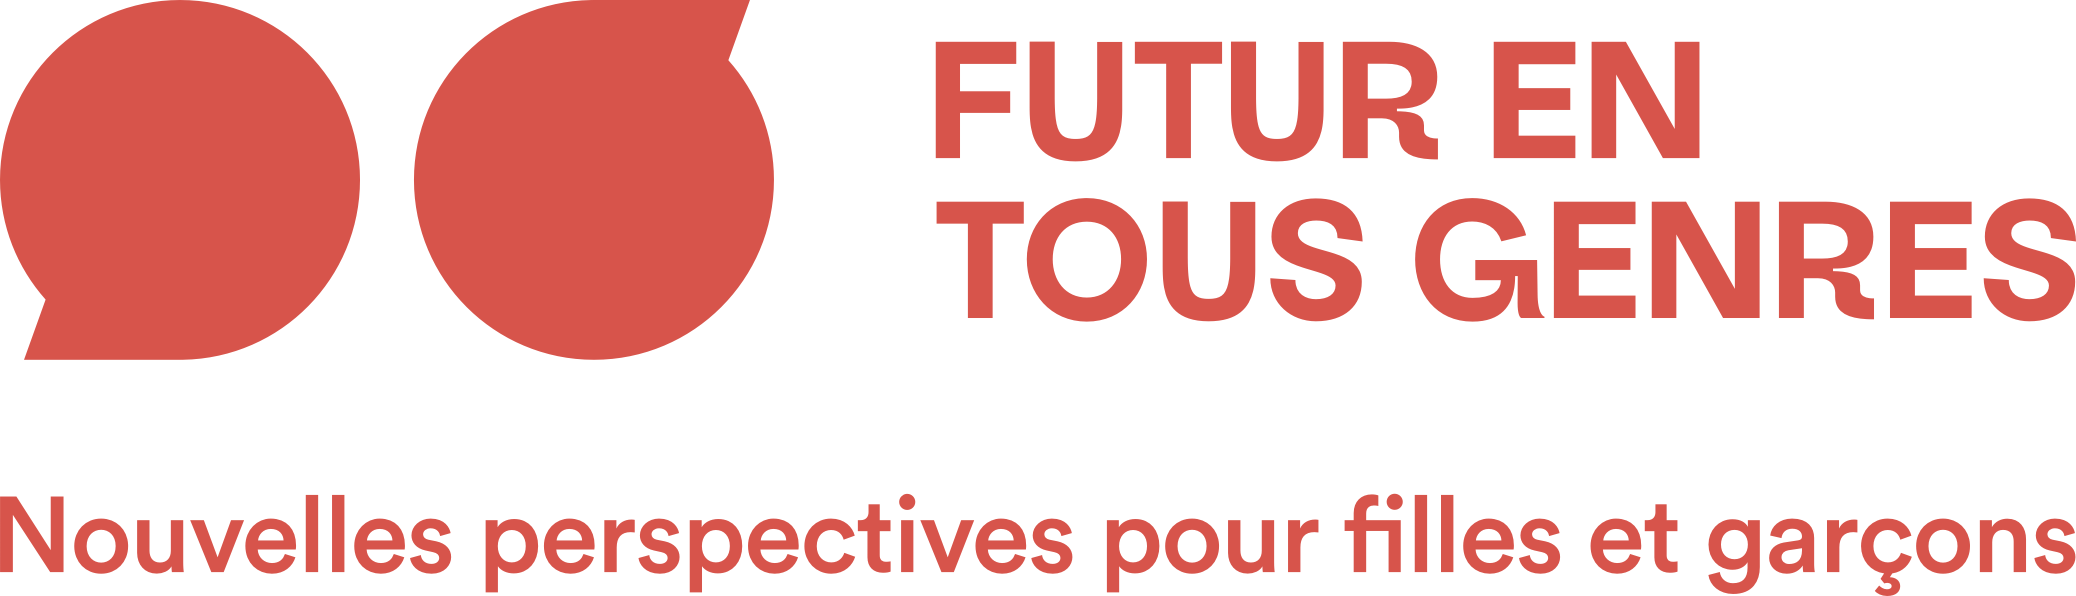 FUTUR EN
TOUS GENRES
Nouvelles perspectives pour filles et garçons